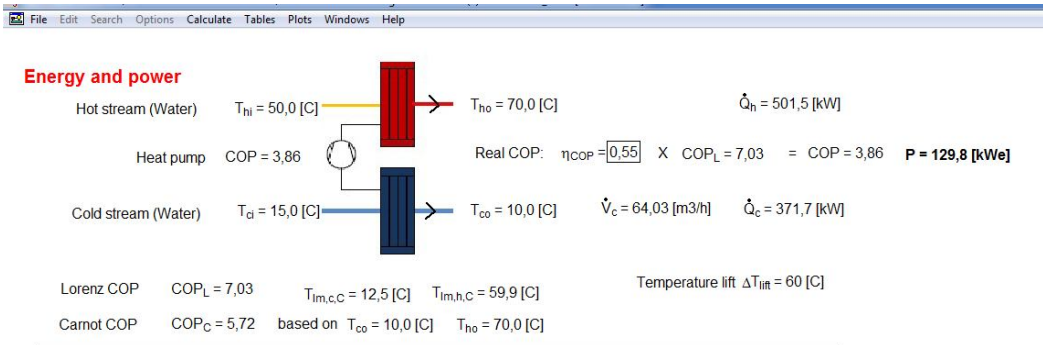 File Edit Search Options Calculate Tables Plots Windows Help
Energy and power
Hot stream (Water) Thi = 50,0 [C] Tho = 70,0 [C] Q̇h = 501,5 [kW]
Heat pump COP = 3,86 Real COP: ηCOP = 0,55 X COPL = 7,03 = COP = 3,86 P = 129,8 [kWe]
Cold stream (Water) Tci = 15,0 [C] Tco = 10,0 [C] V̇c = 64,03 [m3/h] Q̇c = 371,7 [kW]
Temperature lift ΔTlift = 60 [C]
Lorenz COP COPL = 7,03 Tlm,c,C = 12,5 [C] Tlm,h,C = 59,9 [C]
Carnot COP COPC = 5,72 based on Tco = 10,0 [C] Tho = 70,0 [C]